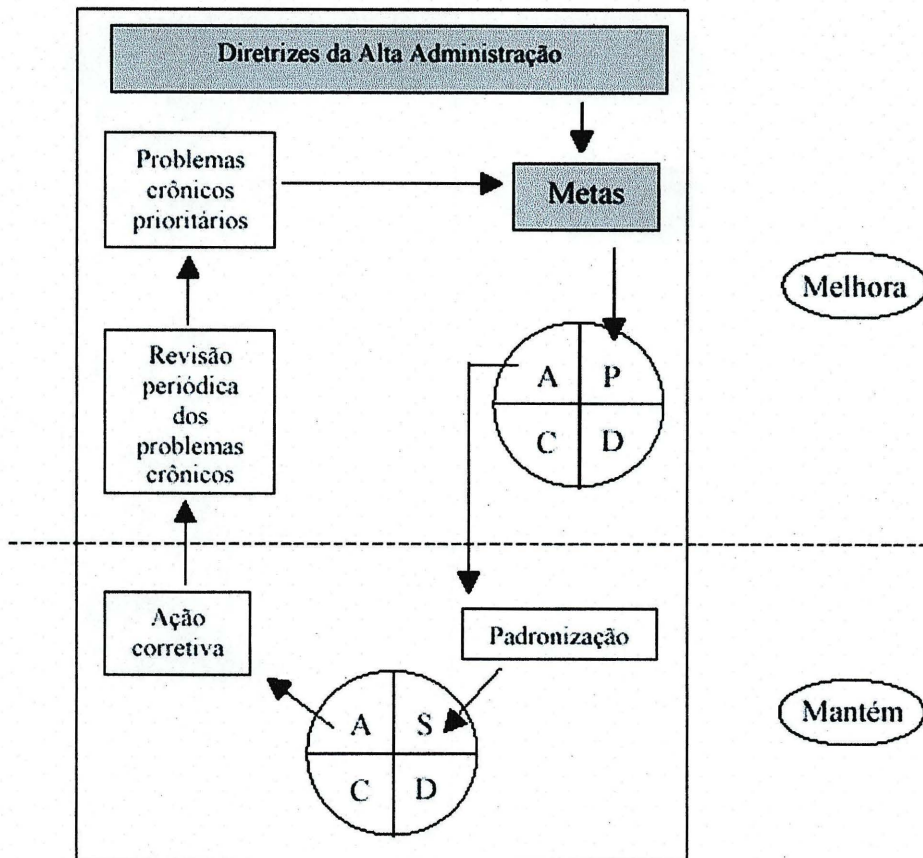 Diretrizes da Alta Administração
Problemas
crônicos
prioritários
Metas
Melhora
Revisão
periódica
dos
problemas
crônicos
A P
C D
Ação
corretiva
Padronização
Mantém
A S
C D